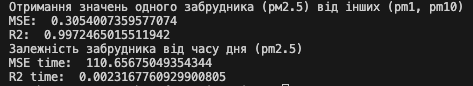 Отримання значень одного забрудника (рм2.5) від інших (pm1, pm10)
MSE:  0.3054007359577074
R2:  0.9972465015511942
Залежність забрудника від часу дня (pm2.5)
MSE time:  110.65675049354344
R2 time:  0.0023167760929900805